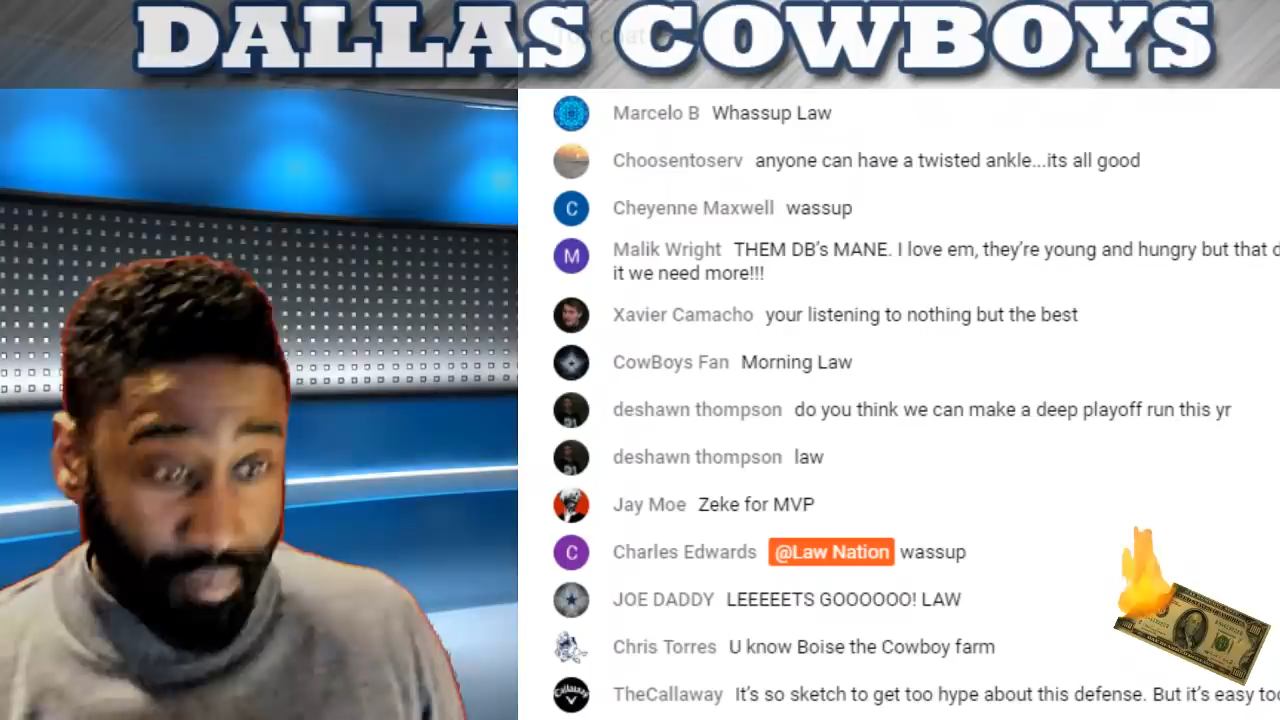 DALLAS COWBOYS
Marcelo B Whassup Law
Choosentoserv anyone can have a twisted ankle...its all good
C Cheyenne Maxwell wassup
M Malik Wright THEM DB's MANE. I love em, they're young and hungry but that
it we need more!!!
Xavier Camacho your listening to nothing but the best
CowBoys Fan Morning Law
deshawn thompson do you think we can make a deep playoff run this yr
deshawn thompson law
Jay Moe Zeke for MVP
C Charles Edwards @Law Nation wassup
JOE DADDY LEEEEETS GOOOOOO! LAW
Chris Torres U know Boise the Cowboy farm
Callaway TheCallaway It's so sketch to get too hype about this defense. But it's easy too